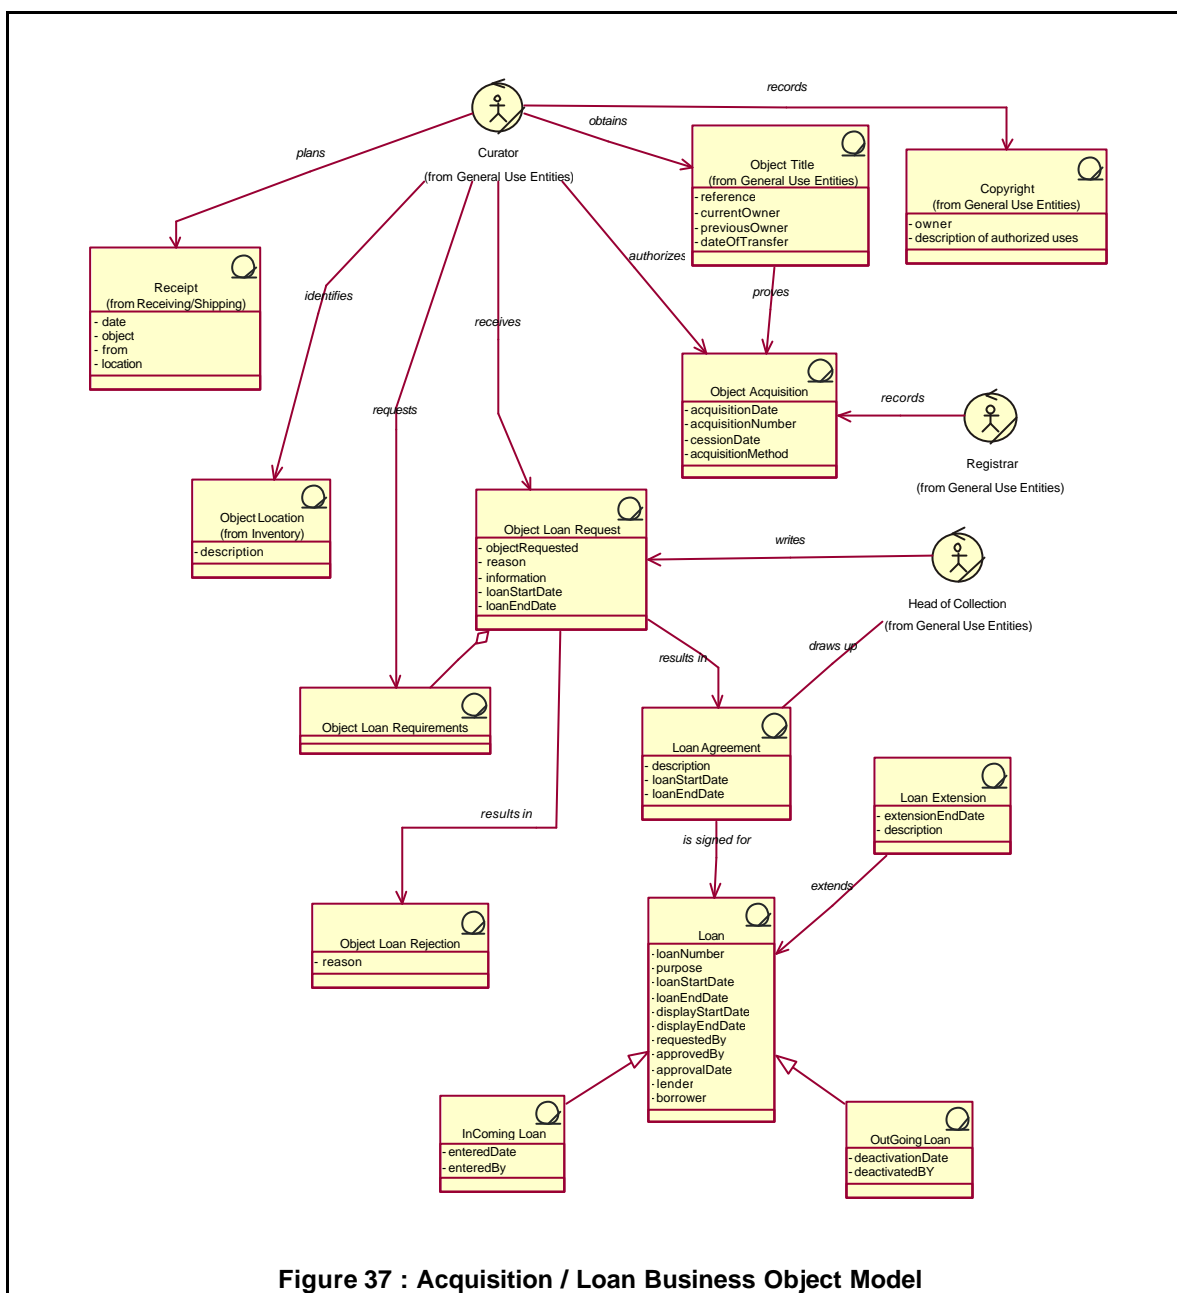 records
obtains
plans
Curator
(from General Use Entities)
Object Title
(from General Use Entities)
- reference
- currentOwner
- previousOwner
- dateOfTransfer
Copyright
(from General Use Entities)
- owner
- description of authorized uses
authorizes
Receipt
(from Receiving/Shipping)
- date
- object
- from
- location
identifies
receives
proves
requests
Object Acquisition
- acquisitionDate
- acquisitionNumber
- cessionDate
- acquisitionMethod
records
Registrar
(from General Use Entities)
Object Location
(from Inventory)
- description
Object Loan Request
- objectRequested
- reason
- information
- loanStartDate
- loanEndDate
writes
Head of Collection
(from General Use Entities)
results in
draws up
Object Loan Requirements
Loan Agreement
- description
- loanStartDate
- loanEndDate
Loan Extension
- extensionEndDate
- description
results in
is signed for
extends
Object Loan Rejection
- reason
Loan
- loanNumber
- purpose
- loanStartDate
- loanEndDate
- displayStartDate
- displayEndDate
- requestedBy
- approvedBy
- approvalDate
- lender
- borrower
InComing Loan
- enteredDate
- enteredBy
OutGoing Loan
- deactivationDate
- deactivatedBY
Figure 37 : Acquisition / Loan Business Object Model